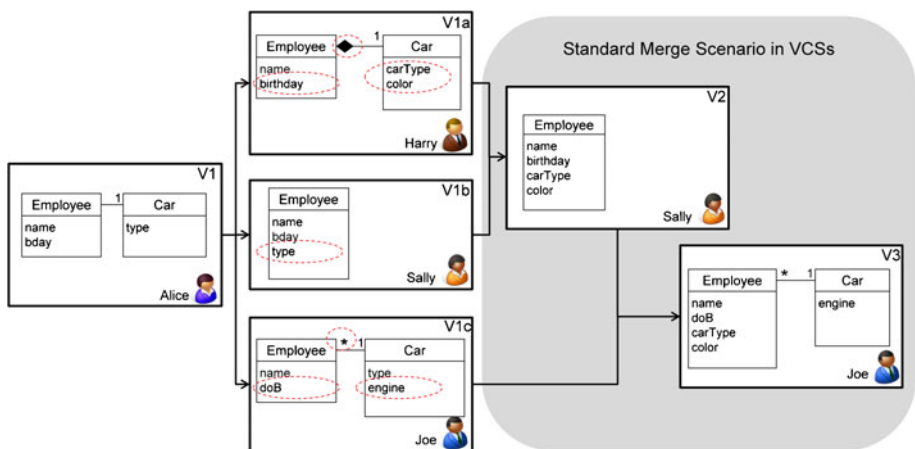 V1
Employee 1 Car
name type
bday
Alice
V1a
Employee 1 Car
name carType
birthday color
Harry
V1b
Employee
name
bday
type
Sally
V1c
Employee * 1 Car
name type
doB engine
Joe
Standard Merge Scenario in VCSs
V2
Employee
name
birthday
carType
color
Sally
V3
Employee * 1 Car
name engine
doB
carType
color
Joe